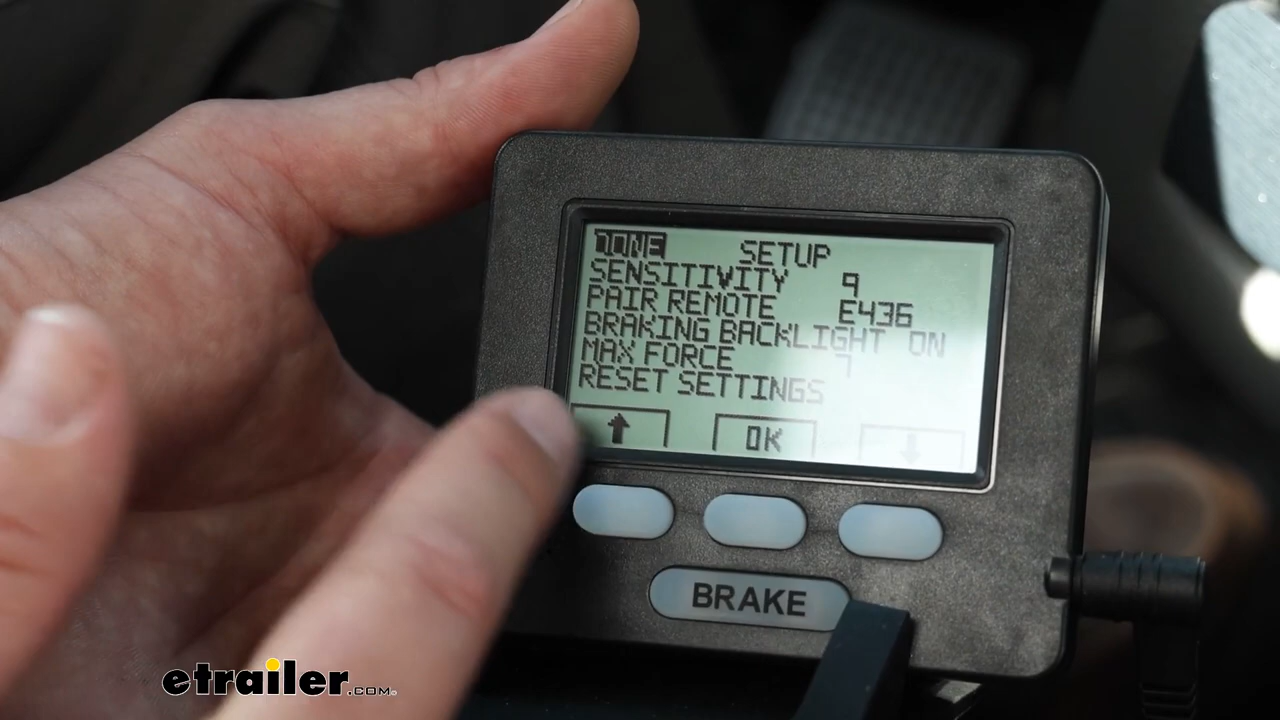 DONE SETUP
SENSITIVITY 9
PAIR REMOTE E436
BRAKING BACKLIGHT ON
MAX FORCE 7
RESET SETTINGS
OK
BRAKE
etrailer.COM